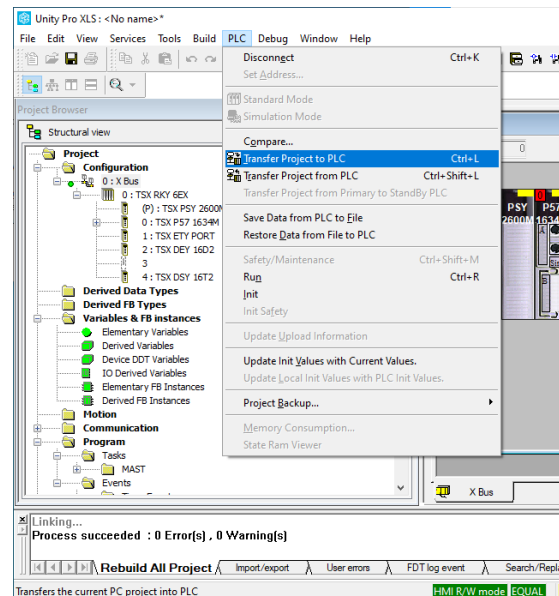 Unity Pro XLS : <No name>*
File Edit View Services Tools Build PLC Debug Window Help
Disconnect Ctrl+K
Set Address...
Standard Mode
Simulation Mode
Compare...
Transfer Project to PLC Ctrl+L
Transfer Project from PLC Ctrl+Shift+L
Transfer Project from Primary to StandBy PLC
Save Data from PLC to File
Restore Data from File to PLC
Safety/Maintenance Ctrl+Shift+M
Run Ctrl+R
Init
Init Safety
Update Upload Information
Update Init Values with Current Values.
Update Local Init Values with PLC Init Values.
Project Backup...
Memory Consumption...
State Ram Viewer
Project Browser
Structural view
Project
Configuration
0 : X Bus
0 : TSX RKY 6EX
(P) : TSX PSY 2600M
0 : TSX P57 1634M
1 : TSX ETY PORT
2 : TSX DEY 16D2
3
4 : TSX DSY 16T2
Derived Data Types
Derived FB Types
Variables & FB instances
Elementary Variables
Derived Variables
Device DDT Variables
IO Derived Variables
Elementary FB Instances
Derived FB Instances
Motion
Communication
Program
Tasks
MAST
Events
0
0
PSY P57
2600M 1634
X Bus
Linking...
Process succeeded : 0 Error(s) , 0 Warning(s)
Rebuild All Project Import/export User errors FDT log event Search/Repla
Transfers the current PC project into PLC HMI R/W mode EQUAL